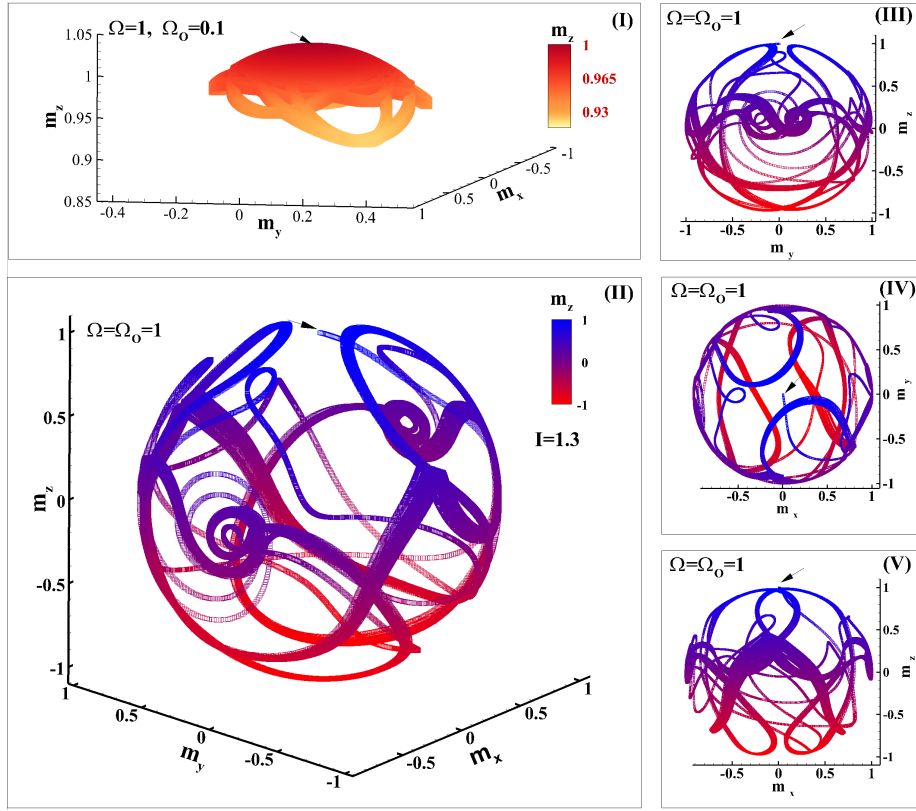 (I)
Ω=1, Ω_O=0.1
1.05
1
0.95
0.9
0.85
m_z
-0.4
-0.2
0
0.2
0.4
m_y
1
0.5
0
-0.5
-1
m_x
m_z
1
0.965
0.93
(II)
Ω=Ω_O=1
m_z
1
0
-1
I=1.3
1
0.5
0
-0.5
-1
m_z
1
0.5
0
-0.5
-1
m_y
-0.5
0
0.5
1
m_x
(III)
Ω=Ω_O=1
1
0.5
0
-0.5
-1
m_z
-1
-0.5
0
0.5
1
m_y
(IV)
Ω=Ω_O=1
1
0.5
0
-0.5
-1
m_y
-0.5
0
0.5
1
m_x
(V)
Ω=Ω_O=1
1
0.5
0
-0.5
-1
m_z
-0.5
0
0.5
1
m_x